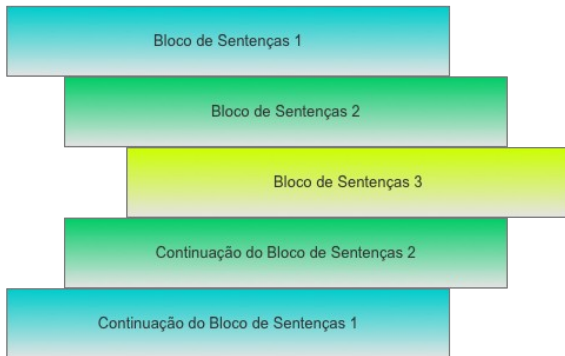 Bloco de Sentenças 1
Bloco de Sentenças 2
Bloco de Sentenças 3
Continuação do Bloco de Sentenças 2
Continuação do Bloco de Sentenças 1